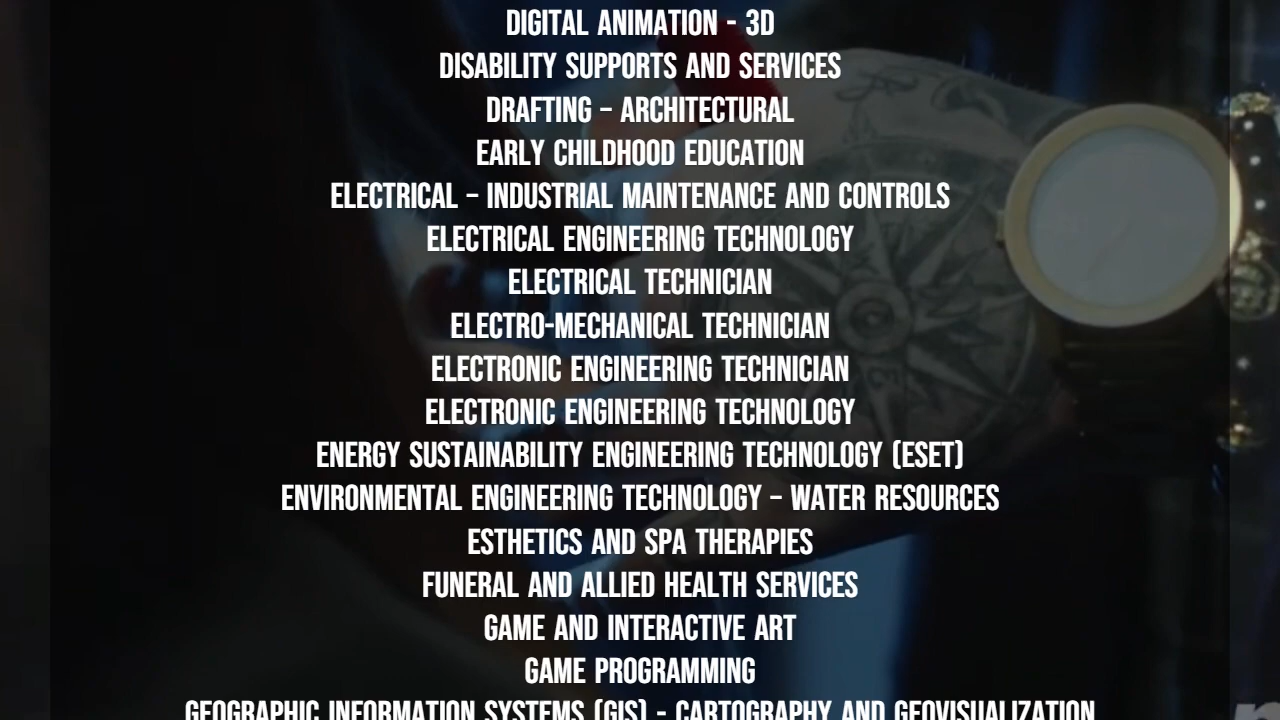 DIGITAL ANIMATION - 3D
DISABILITY SUPPORTS AND SERVICES
DRAFTING – ARCHITECTURAL
EARLY CHILDHOOD EDUCATION
ELECTRICAL – INDUSTRIAL MAINTENANCE AND CONTROLS
ELECTRICAL ENGINEERING TECHNOLOGY
ELECTRICAL TECHNICIAN
ELECTRO-MECHANICAL TECHNICIAN
ELECTRONIC ENGINEERING TECHNICIAN
ELECTRONIC ENGINEERING TECHNOLOGY
ENERGY SUSTAINABILITY ENGINEERING TECHNOLOGY (ESET)
ENVIRONMENTAL ENGINEERING TECHNOLOGY – WATER RESOURCES
ESTHETICS AND SPA THERAPIES
FUNERAL AND ALLIED HEALTH SERVICES
GAME AND INTERACTIVE ART
GAME PROGRAMMING
GEOGRAPHIC INFORMATION SYSTEMS (GIS) - CARTOGRAPHY AND GEOVISUALIZATION